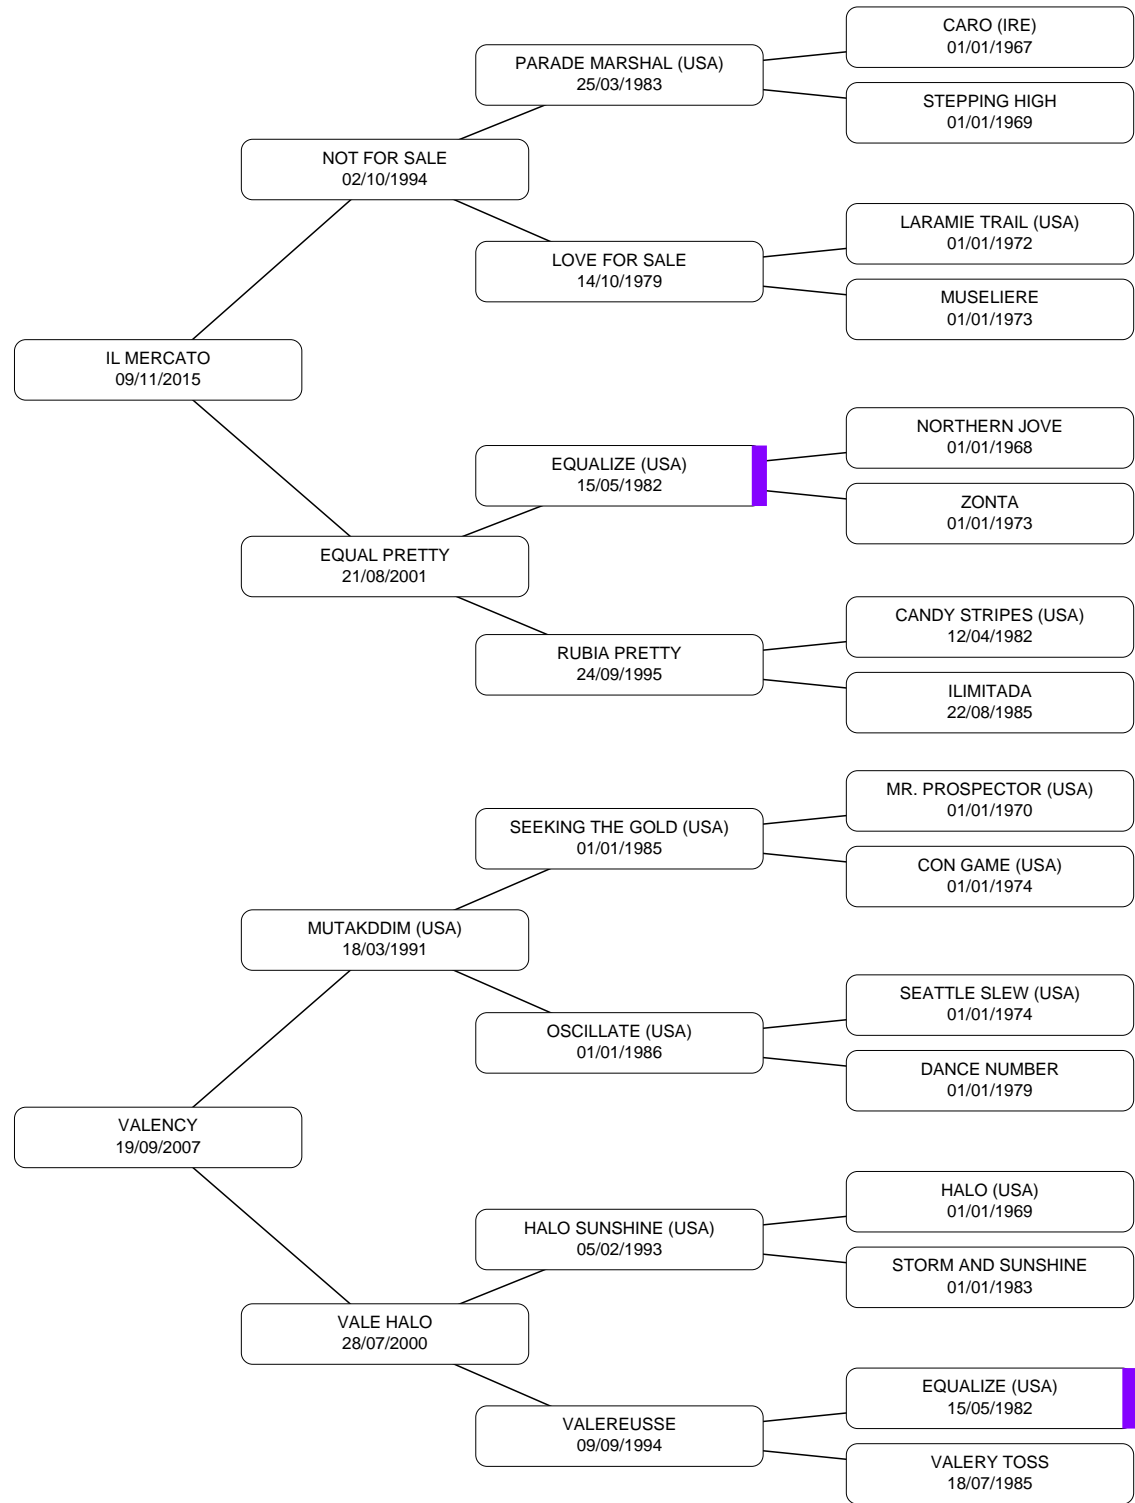 CARO (IRE)
01/01/1967
PARADE MARSHAL (USA)
25/03/1983
STEPPING HIGH
01/01/1969
NOT FOR SALE
02/10/1994
LARAMIE TRAIL (USA)
01/01/1972
LOVE FOR SALE
14/10/1979
MUSELIERE
01/01/1973
IL MERCATO
09/11/2015
NORTHERN JOVE
01/01/1968
EQUALIZE (USA)
15/05/1982
ZONTA
01/01/1973
EQUAL PRETTY
21/08/2001
CANDY STRIPES (USA)
12/04/1982
RUBIA PRETTY
24/09/1995
ILIMITADA
22/08/1985
MR. PROSPECTOR (USA)
01/01/1970
SEEKING THE GOLD (USA)
01/01/1985
CON GAME (USA)
01/01/1974
MUTAKDDIM (USA)
18/03/1991
SEATTLE SLEW (USA)
01/01/1974
OSCILLATE (USA)
01/01/1986
DANCE NUMBER
01/01/1979
VALENCY
19/09/2007
HALO (USA)
01/01/1969
HALO SUNSHINE (USA)
05/02/1993
STORM AND SUNSHINE
01/01/1983
VALE HALO
28/07/2000
EQUALIZE (USA)
15/05/1982
VALEREUSSE
09/09/1994
VALERY TOSS
18/07/1985